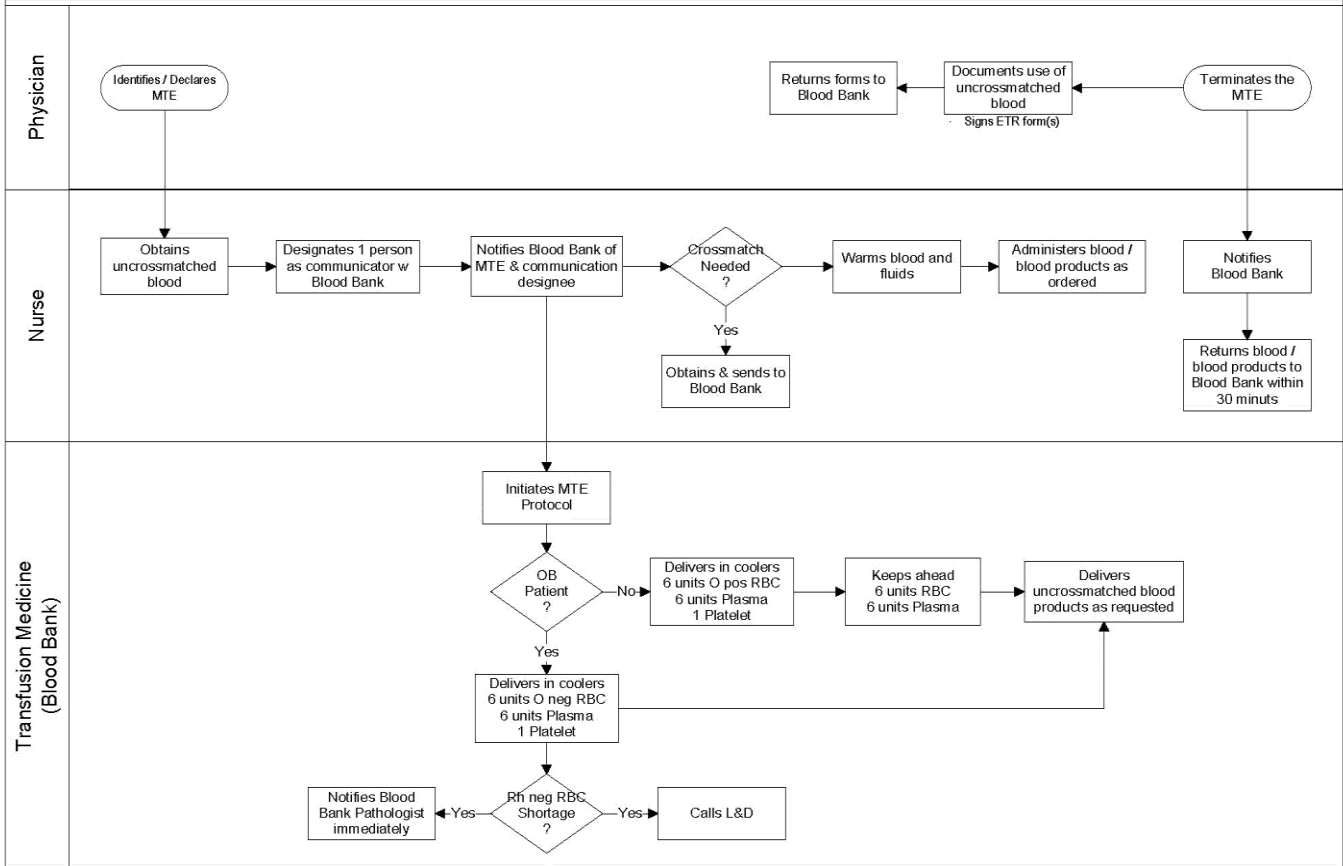 Physician
Identifies / Declares
MTE
Returns forms to
Blood Bank
Documents use of
uncrossmatched
blood
· Signs ETR form(s)
Terminates the
MTE
Nurse
Obtains
uncrossmatched
blood
Designates 1 person
as communicator w
Blood Bank
Notifies Blood Bank of
MTE & communication
designee
Crossmatch
Needed
?
Yes
Obtains & sends to
Blood Bank
Warms blood and
fluids
Administers blood /
blood products as
ordered
Notifies
Blood Bank
Returns blood /
blood products to
Blood Bank within
30 minuts
Transfusion Medicine
(Blood Bank)
Initiates MTE
Protocol
OB
Patient
?
No
Delivers in coolers
6 units O pos RBC
6 units Plasma
1 Platelet
Keeps ahead
6 units RBC
6 units Plasma
Delivers
uncrossmatched blood
products as requested
Yes
Delivers in coolers
6 units O neg RBC
6 units Plasma
1 Platelet
Rh neg RBC
Shortage
?
Yes
Notifies Blood
Bank Pathologist
immediately
Yes
Calls L&D